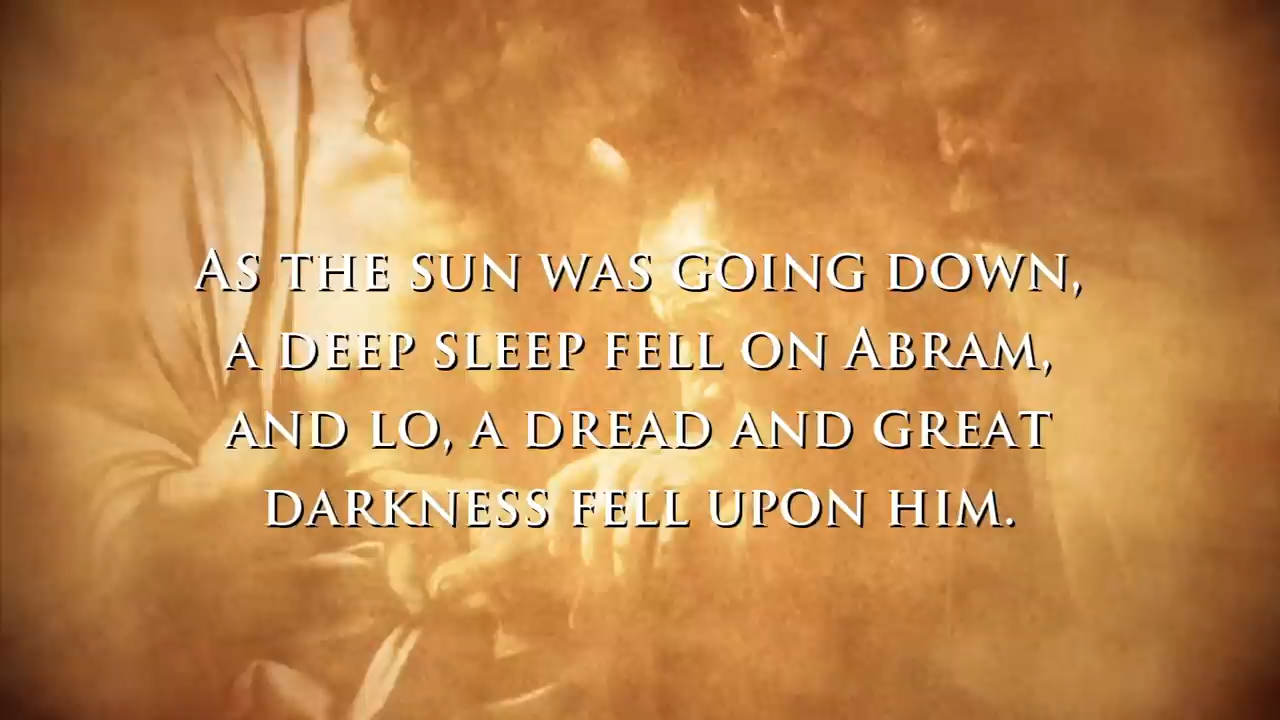 As the sun was going down,
a deep sleep fell on Abram,
and lo, a dread and great
darkness fell upon him.